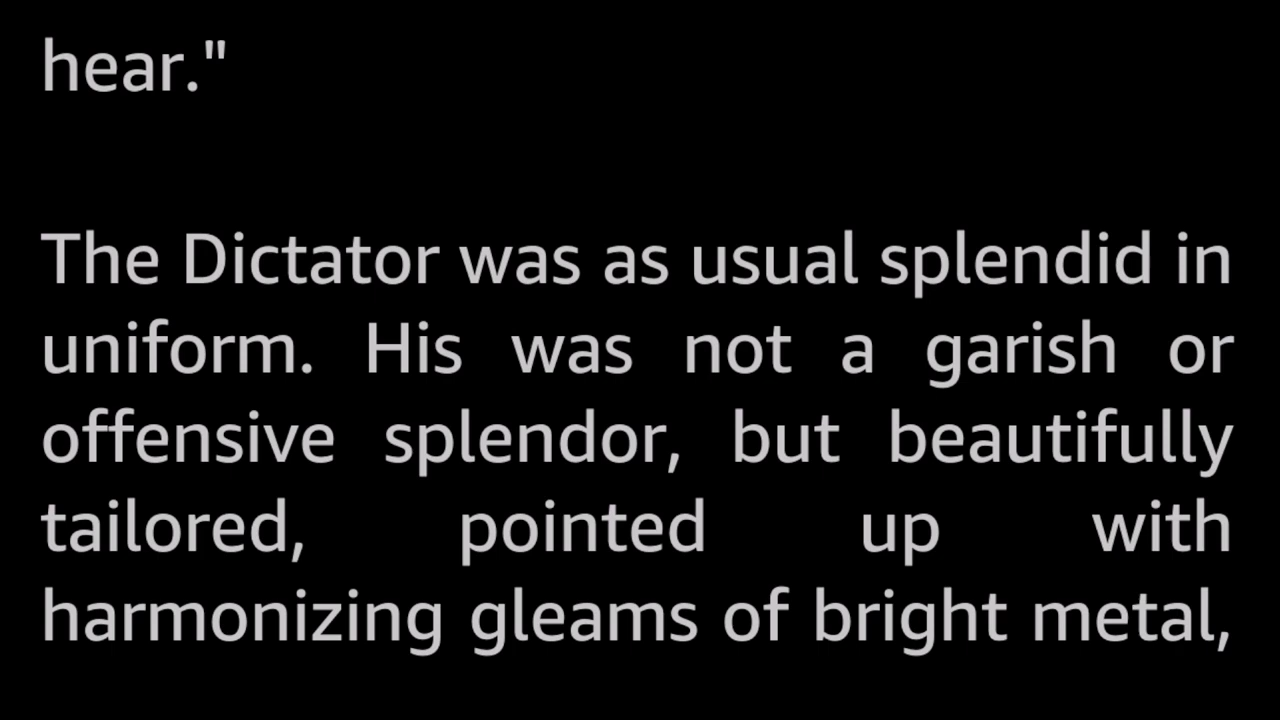 hear."
The Dictator was as usual splendid in
uniform. His was not a garish or
offensive splendor, but beautifully
tailored, pointed up with
harmonizing gleams of bright metal,